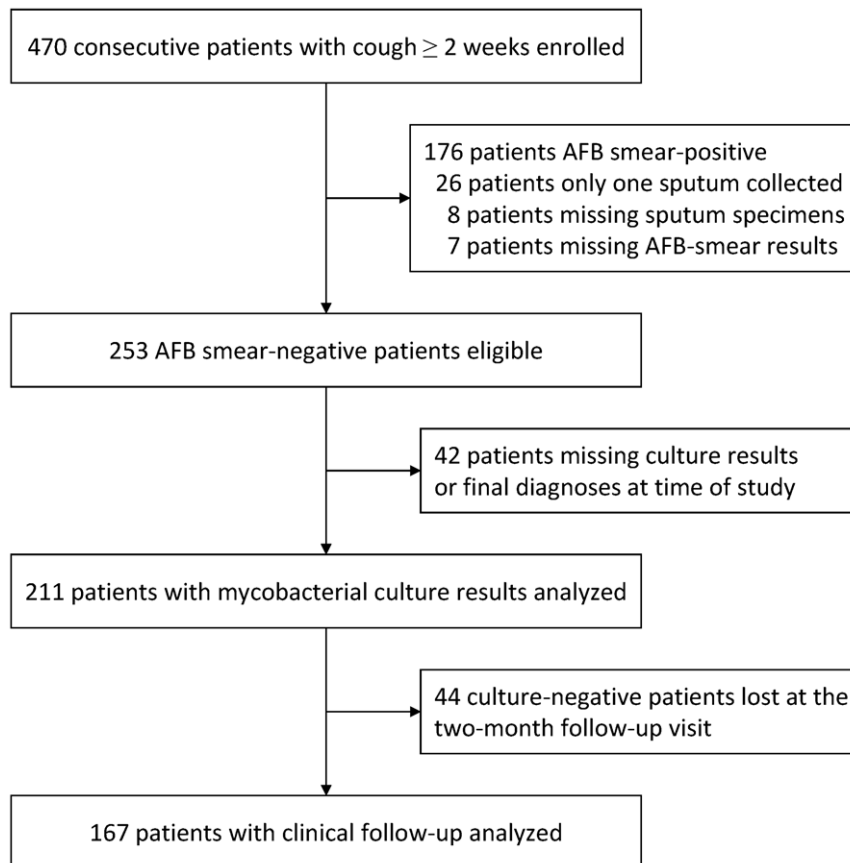 470 consecutive patients with cough ≥ 2 weeks enrolled
176 patients AFB smear-positive
26 patients only one sputum collected
8 patients missing sputum specimens
7 patients missing AFB-smear results
253 AFB smear-negative patients eligible
42 patients missing culture results
or final diagnoses at time of study
211 patients with mycobacterial culture results analyzed
44 culture-negative patients lost at the
two-month follow-up visit
167 patients with clinical follow-up analyzed